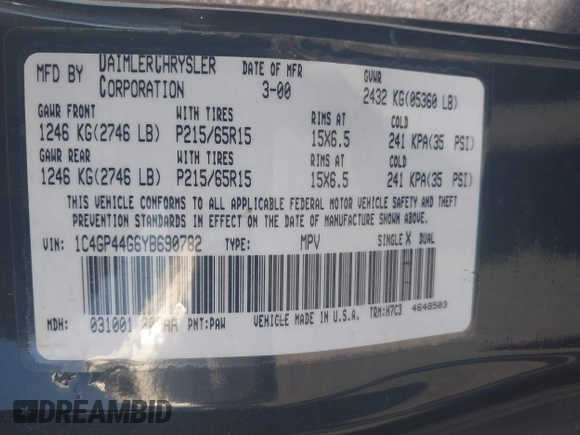 MFD BY DAIMLERCHRYSLER CORPORATION DATE OF MFR 3-00 GVWR 2432 KG(05360 LB)
GAWR FRONT WITH TIRES RIMS AT COLD
1246 KG(2746 LB) P215/65R15 15X6.5 241 KPA(35 PSI)
GAWR REAR WITH TIRES RIMS AT COLD
1246 KG(2746 LB) P215/65R15 15X6.5 241 KPA(35 PSI)
THIS VEHICLE CONFORMS TO ALL APPLICABLE FEDERAL MOTOR VEHICLE SAFETY AND THEFT
PREVENTION STANDARDS IN EFFECT ON THE DATE OF MANUFACTURE SHOWN ABOVE.
VIN: 1C4GP44G6YB690782 TYPE: MPV SINGLE X DUAL
MDH: 031001 PNT:PAW VEHICLE MADE IN U.S.A. TRM:H7C3 4648503
DREAMBID